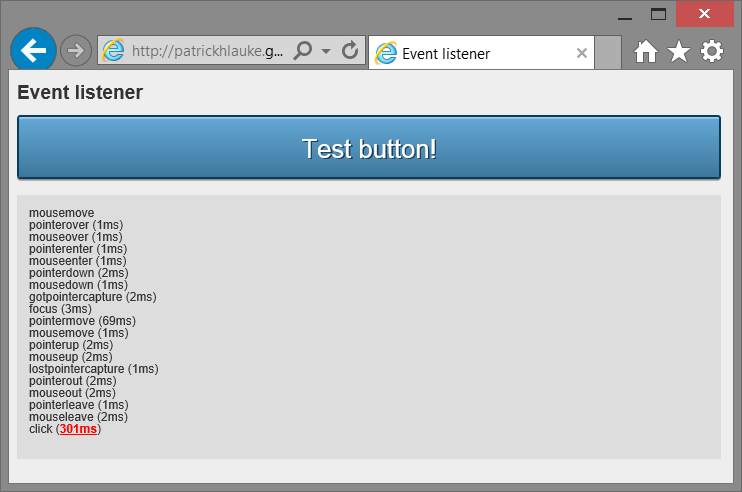 http://patrickhlauke.g...
Event listener
Event listener
Test button!
mousemove
pointerover (1ms)
mouseover (1ms)
pointerenter (1ms)
mouseenter (1ms)
pointerdown (2ms)
mousedown (1ms)
gotpointercapture (2ms)
focus (3ms)
pointermove (69ms)
mousemove (1ms)
pointerup (2ms)
mouseup (2ms)
lostpointercapture (1ms)
pointerout (2ms)
mouseout (2ms)
pointerleave (1ms)
mouseleave (2ms)
click (301ms)